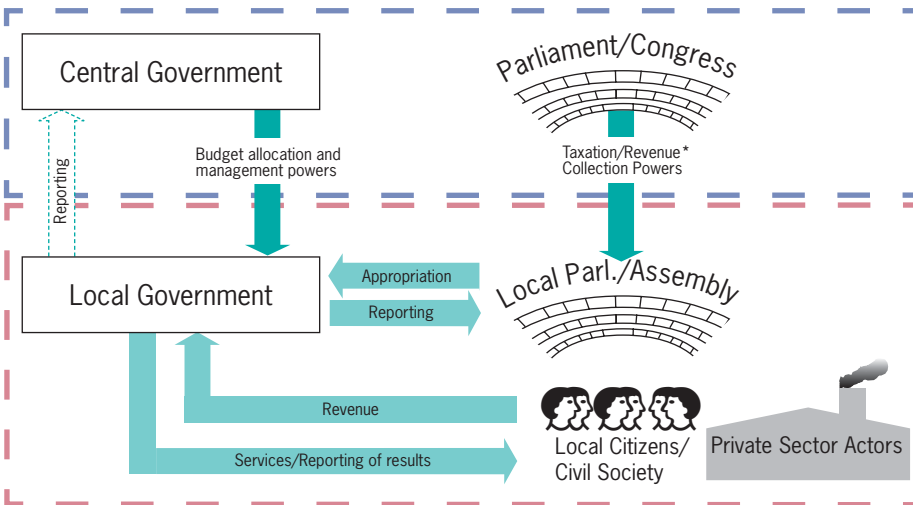 Central Government
Parliament/Congress
Reporting
Budget allocation and
management powers
Taxation/Revenue*
Collection Powers
Local Government
Appropriation
Reporting
Local Parl./Assembly
Revenue
Services/Reporting of results
Local Citizens/
Civil Society
Private Sector Actors